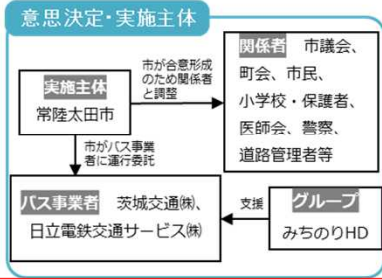 意思決定・実施主体
実施主体
常陸太田市
市が合意形成
のため関係者
と調整
関係者 市議会、
町会、市民、
小学校・保護者、
医師会、警察、
道路管理者等
市がバス事業
者に運行委託
バス事業者 茨城交通㈱、
日立電鉄交通サービス㈱
支援
グループ
みちのりHD